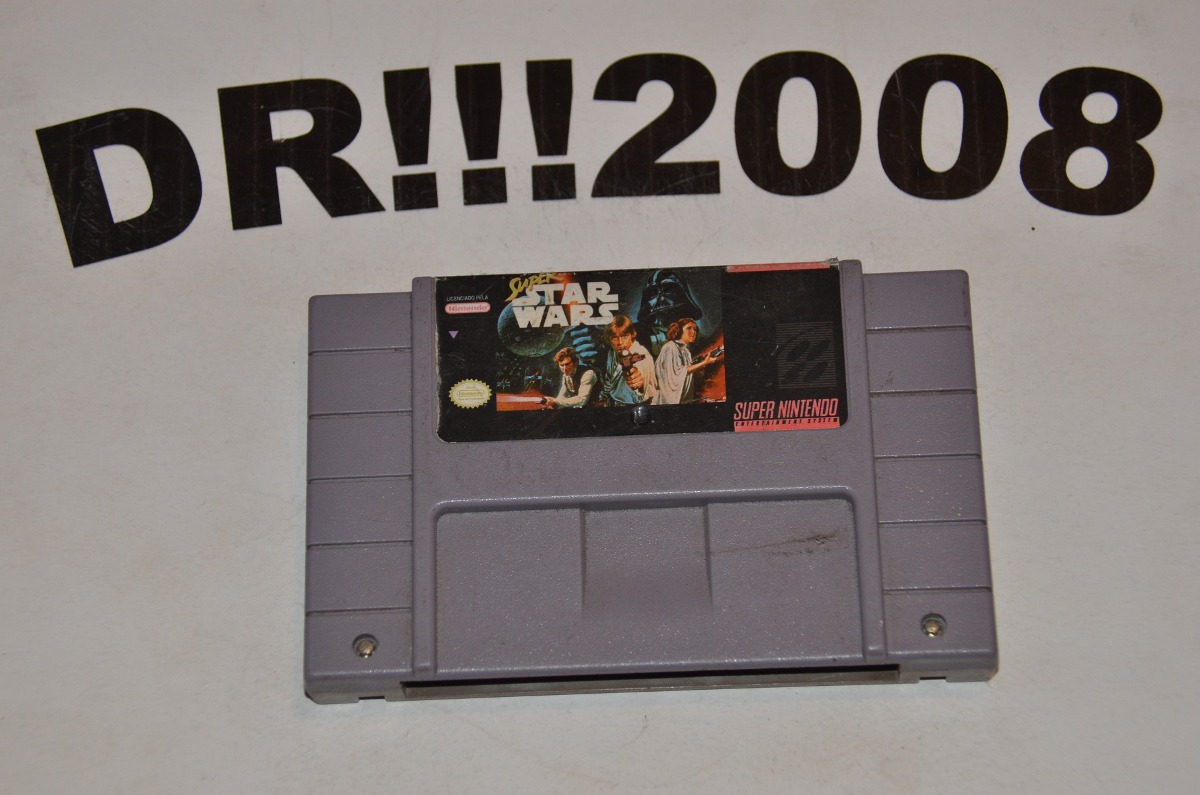 DR!!!2008
SUPER
STAR
WARS
LICENCIADO PELA
Nintendo
SUPER NINTENDO
ENTERTAINMENT SYSTEM